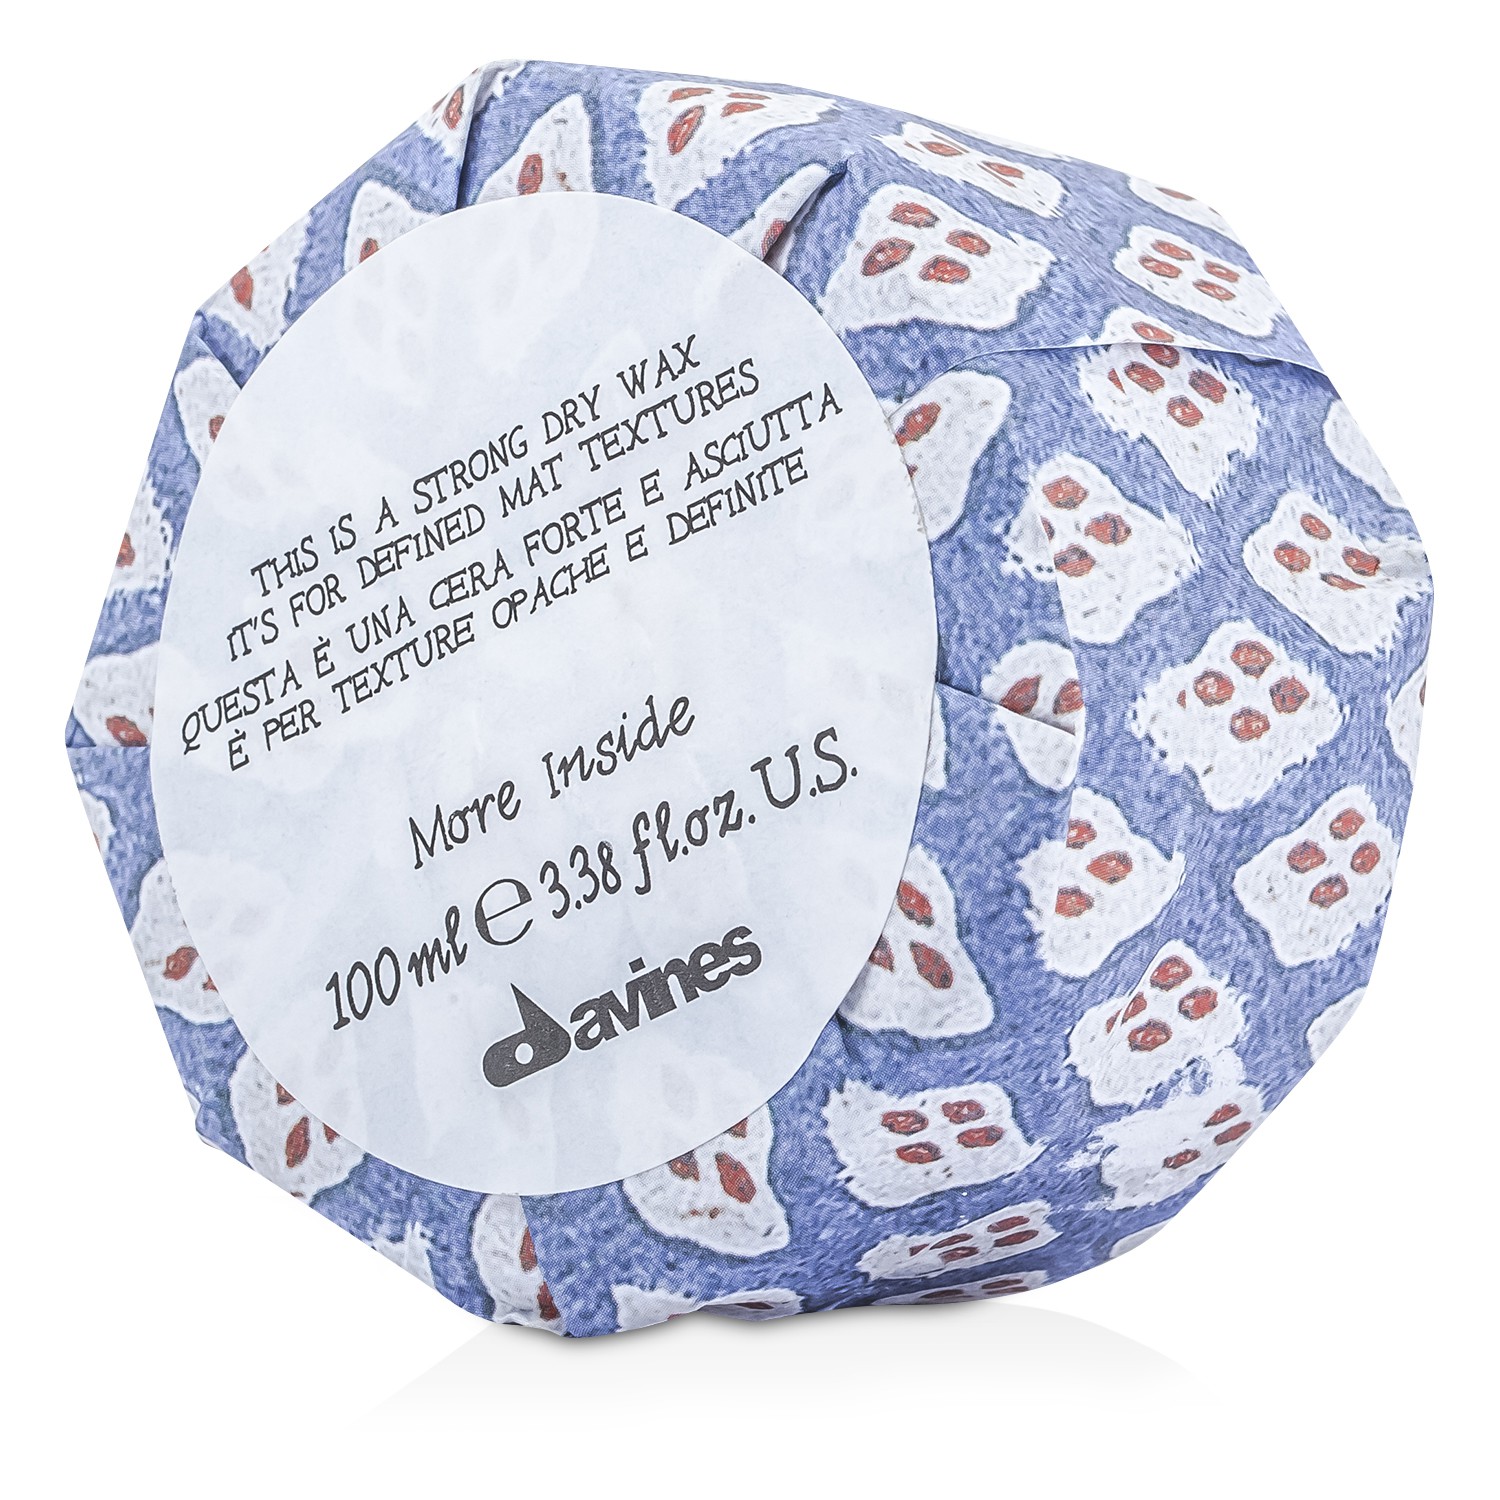 THIS IS A STRONG DRY WAX
IT'S FOR DEFINED MAT TEXTURES
QUESTA È UNA CERA FORTE E ASCIUTTA
È PER TEXTURE OPACHE E DEFINITE
More Inside
100 ml ℮ 3.38 fl.oz. U.S.
davines